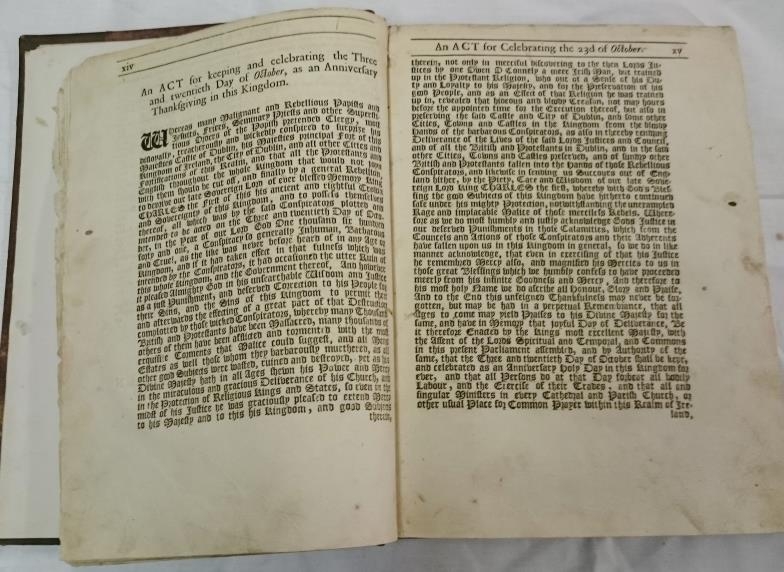 xiv
An ACT for keeping and celebrating the Three
and twentieth Day of October, as an Anniversary
Thanksgiving in this Kingdom.
Whereas many Malignant and Rebellious Papists and
Jesuits, Friers, Seminary Priests and other Superstitious
Orders of the Popish pretended Clergy, most
disloyally, treacherously and wickedly conspired to surprise his
Majesties Castle of Dublin, his Majesties principal Fort of this
Kingdom of Ireland, the City of Dublin, and all other Cities and
Fortifications of this Realm, and that all the Protestants and
English throughout the whole Kingdom that would not joyn
with them should be cut off, and finally by a general Rebellion,
to deprive our late Sovereign Lord of ever blessed Memory King
CHARLES the First of this his ancient and rightful Crown
and Sovereignty of this Kingdom, and to possess themselves
thereof, all which was by the said Conspirators plotted and
intended to be acted on the Three and twentieth Day of October,
in the Year of our Lord God One thousand six hundred
forty and one, a Conspiracy so generally Inhuman, Barbarous
and Cruel, as the like was never before heard of in any Age or
Kingdom, and if it had taken effect in that fulness which was
intended by the Conspirators, it had occasioned the utter Ruin of
this whole Kingdom, and the Government thereof, And however
it pleased Almighty God in his unsearchable Wisdom and Justice
as a just Punishment, and deserved Correction to his People for
their Sins, and the Sins of this Kingdom to permit then
and afterwards the effecting of a great part of that Destruction
complotted by those wicked Conspirators, whereby many Thousand
British and Protestants have been Massacred, many thousands of
others of them have been afflicted and tormented with the most
exquisite Torments that Malice could suggest, and all Mens
Estates as well those whom they barbarously murthered, as all
other good Subjects were wasted, ruined and destroyed, yet as his
Divine Majesty hath in all Ages shewn his Power and Mercy
in the miraculous and gracious Deliverance of his Church, and
in the Protection of Religious Kings and States, so even in the
midst of his Justice he was graciously pleased to extend Mercy
to his Majesty and to this his Kingdom, and good Subjects
therein,
An ACT for Celebrating the 23d of October. xv
therein, not only in merciful discovering to the then Lords Justices
by one Owen O Connely a meer Irish Man, but trained
up in the Protestant Religion, who out of a Sense of his Duty
and Loyalty to his Majesty, and for the Preservation of his
good People, and as an Effect of that Religion he was trained
up in, revealed that hideous and bloody Treason, not many hours
before the appointed time for the Execution thereof, but also in
preserving the said Castle and City of Dublin, and some other
Cities, Towns and Castles in the Kingdom from the bloody
hands of the barbarous Conspirators, as also in thereby rendring
Deliverance of the Lives of the said Lords Justices and Council,
and of all the British and Protestants in Dublin, and in the said
other Cities, Towns and Castles preserved, and of sundry other
British and Protestants fallen into the hands of those Rebellious
Conspirators, and likewise in sending us Succours out of England
hither, by the Piety, Care and Wisdom of our late Sovereign
Lord King CHARLES the first, whereby with God's Blessing
the good Subjects of this Kingdom have hitherto continued
safe under his mighty Protection, notwithstanding the unexampled
Rage and implacable Malice of those merciless Rebels. Wherefore
as we do most humbly and justly acknowledge Gods Justice in
our deserved Punishments in those Calamities, which from the
Councels and Actions of those Conspirators and their Adherents
have fallen upon us in this Kingdom in general, so we do in like
manner acknowledge, that even in exercising of that his Justice
he remembred Mercy also, and magnified his Mercies to us in
those great Blessings which we humbly confess to have proceeded
meerly from his infinite Goodness and Mercy, And therefore to
his most holy Name we do ascribe all Honour, Glory and Praise.
And to the End this unfeigned Thankfulness may never be forgotten,
but may be had in a perpetual Remembrance, that all
Ages to come may yield Praises to his Divine Majesty for the
same, and have in Memory that joyful Day of Deliverance, Be
it therefore Enacted by the Kings most excellent Majesty, with
the Assent of the Lords Spiritual and Temporal, and Commons
in this present Parliament assembled, and by Authority of the
same, that the Three and twentieth Day of October shall be kept,
and celebrated as an Anniversary Holy Day in this Kingdom for
ever, and that all Persons do at that Day forbear all bodily
Labour, and the Exercise of their Trades, and that all and
singular Ministers in every Cathedral and Parish Church, or
other usual Place for Common Prayer within this Realm of Ire-
land,